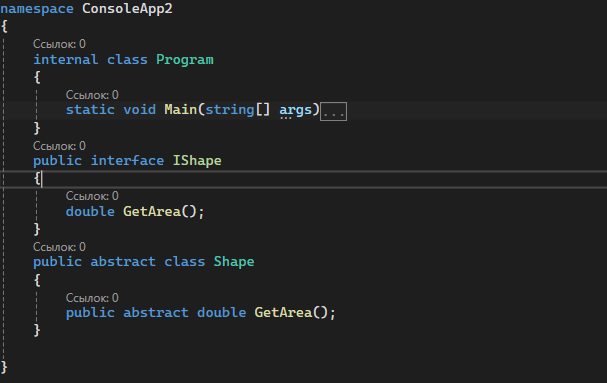 namespace ConsoleApp2
{
Ссылок: 0
internal class Program
{
Ссылок: 0
static void Main(string[] args)...
}
Ссылок: 0
public interface IShape
{
Ссылок: 0
double GetArea();
}
Ссылок: 0
public abstract class Shape
{
Ссылок: 0
public abstract double GetArea();
}
}